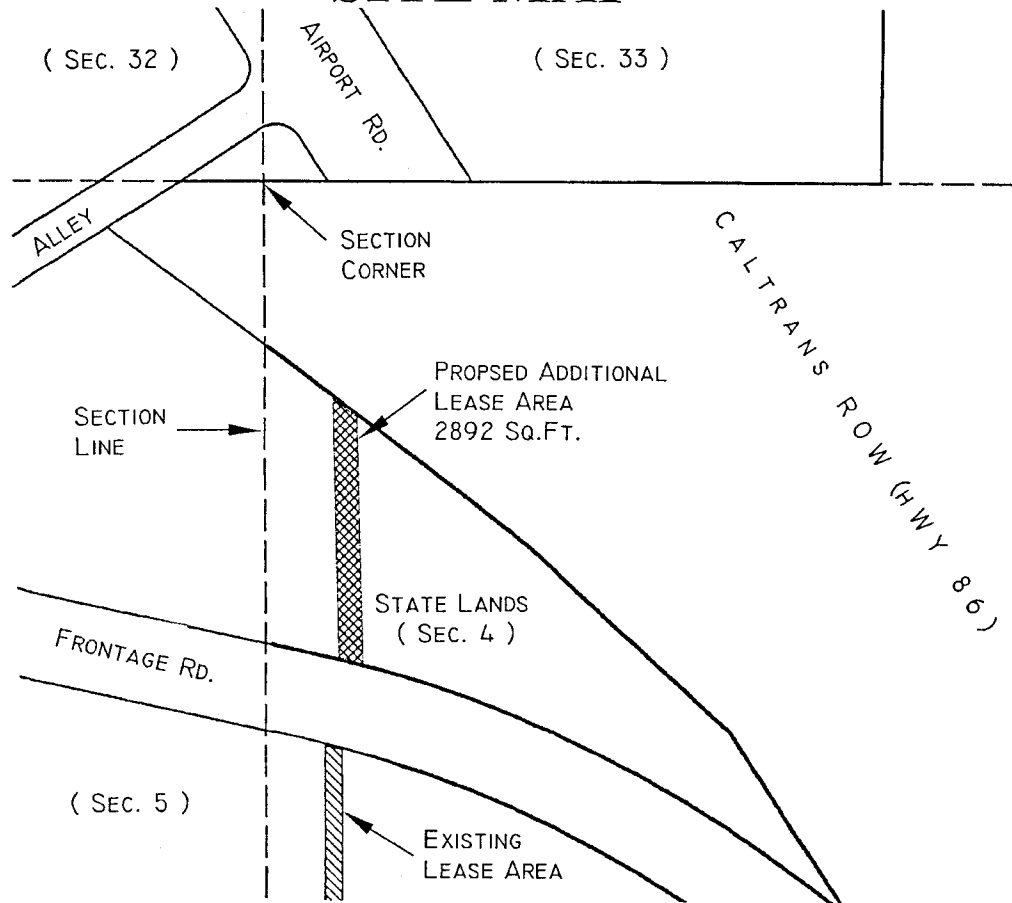 ( SEC. 32 )
AIRPORT RD.
( SEC. 33 )
ALLEY
SECTION
CORNER
CALTRANS ROW (HWY 86)
PROPSED ADDITIONAL
LEASE AREA
2892 SQ.FT.
SECTION
LINE
STATE LANDS
( SEC. 4 )
FRONTAGE RD.
( SEC. 5 )
EXISTING
LEASE AREA